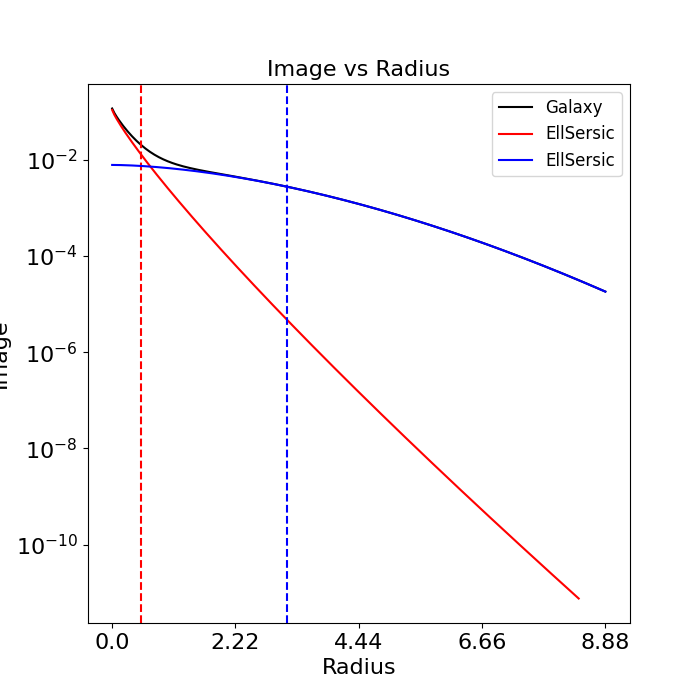 Image vs Radius
Galaxy
EllSersic
EllSersic
10⁻²
10⁻⁴
10⁻⁶
10⁻⁸
10⁻¹⁰
Image
0.0 2.22 4.44 6.66 8.88
Radius